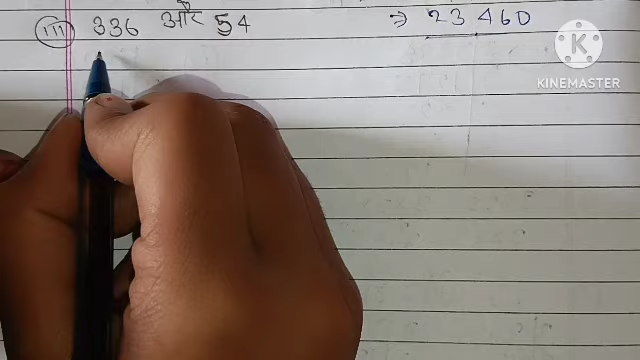 (iii) 336 और 54
⇒ 23460
K
KINEMASTER